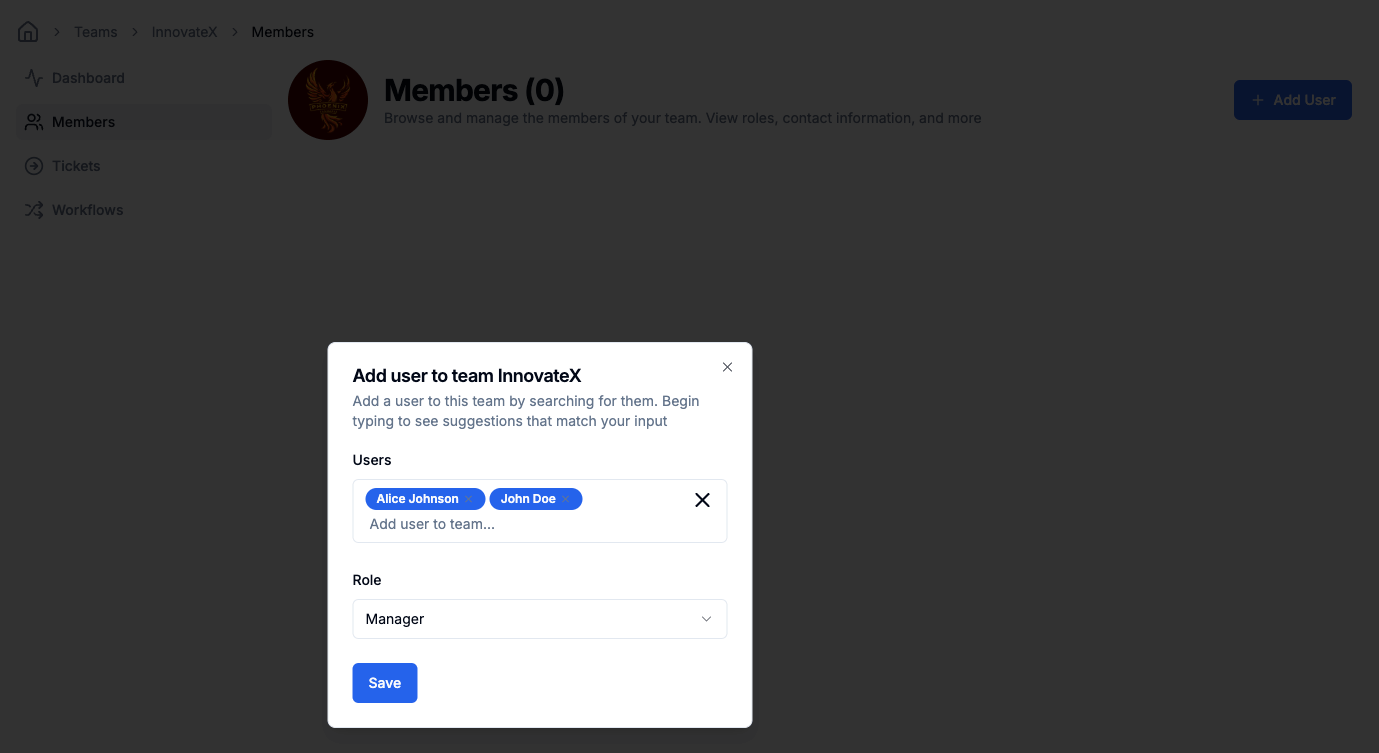 Teams
InnovateX
Members
Dashboard
Members
Tickets
Workflows
Members (0)
Browse and manage the members of your team. View roles, contact information, and more
+ Add User
Add user to team InnovateX
Add a user to this team by searching for them. Begin
typing to see suggestions that match your input
Users
Alice Johnson
John Doe
Add user to team...
Role
Manager
Save